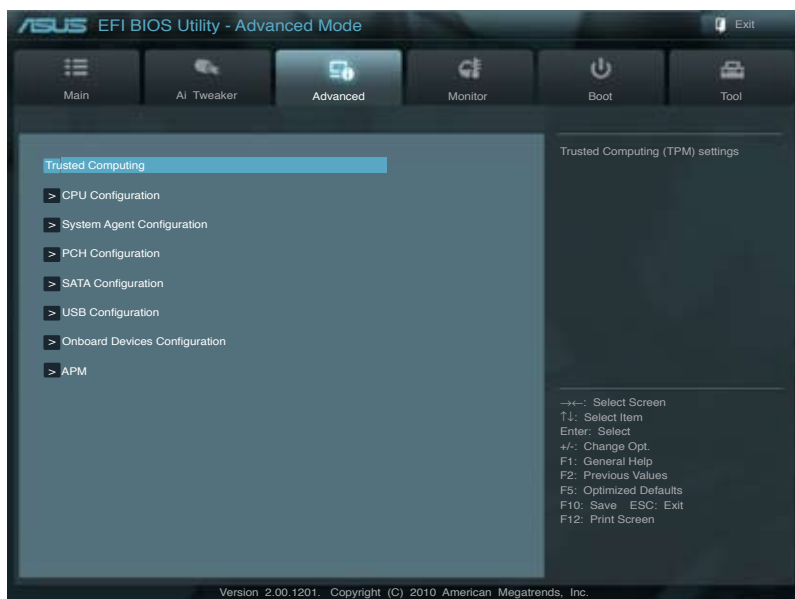 ASUS EFI BIOS Utility - Advanced Mode
Exit
Main
Ai Tweaker
Advanced
Monitor
Boot
Tool
Trusted Computing
> CPU Configuration
> System Agent Configuration
> PCH Configuration
> SATA Configuration
> USB Configuration
> Onboard Devices Configuration
> APM
Trusted Computing (TPM) settings
→←: Select Screen
↑↓: Select Item
Enter: Select
+/-: Change Opt.
F1: General Help
F2: Previous Values
F5: Optimized Defaults
F10: Save ESC: Exit
F12: Print Screen
Version 2.00.1201. Copyright (C) 2010 American Megatrends, Inc.